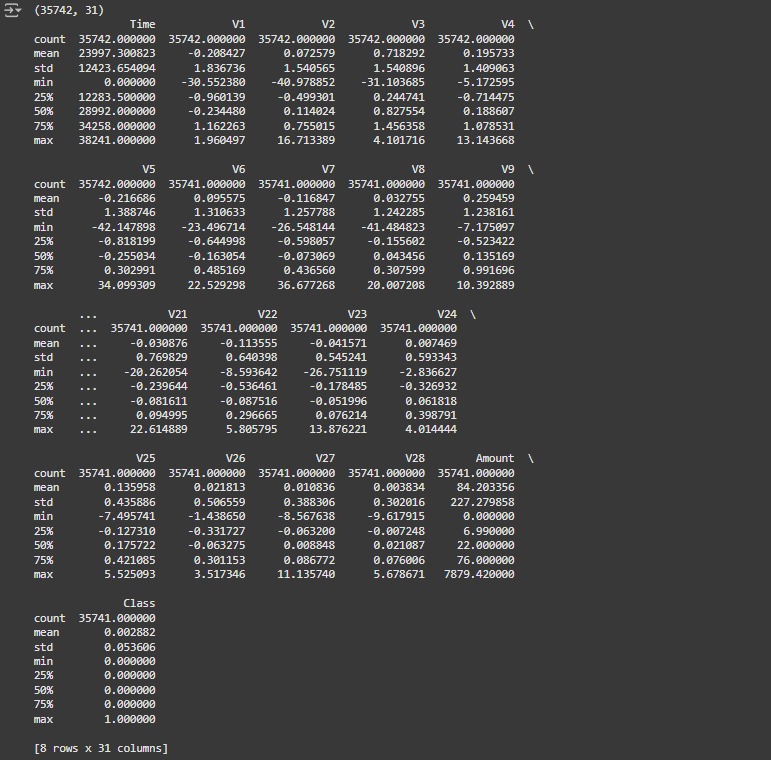 (35742, 31)
Time V1 V2 V3 V4 \
count 35742.000000 35742.000000 35742.000000 35742.000000 35742.000000
mean 23997.300823 -0.208427 0.072579 0.718292 0.195733
std 12423.654094 1.836736 1.540565 1.540896 1.409063
min 0.000000 -30.552380 -40.978852 -31.103685 -5.172595
25% 12283.500000 -0.960139 -0.499301 0.244741 -0.714475
50% 28992.000000 -0.234480 0.114024 0.827554 0.188607
75% 34258.000000 1.162263 0.755015 1.456358 1.078531
max 38241.000000 1.960497 16.713389 4.101716 13.143668
V5 V6 V7 V8 V9 \
count 35742.000000 35741.000000 35741.000000 35741.000000 35741.000000
mean -0.216686 0.095575 -0.116847 0.032755 0.259459
std 1.388746 1.310633 1.257788 1.242285 1.238161
min -42.147898 -23.496714 -26.548144 -41.484823 -7.175097
25% -0.818199 -0.644998 -0.598057 -0.155602 -0.523422
50% -0.255034 -0.163054 -0.073069 0.043456 0.135169
75% 0.302991 0.485169 0.436560 0.307599 0.991696
max 34.099309 22.529298 36.677268 20.007208 10.392889
... V21 V22 V23 V24 \
count ... 35741.000000 35741.000000 35741.000000 35741.000000
mean ... -0.030876 -0.113555 -0.041571 0.007469
std ... 0.769829 0.640398 0.545241 0.593343
min ... -20.262054 -8.593642 -26.751119 -2.836627
25% ... -0.239644 -0.536461 -0.178485 -0.326932
50% ... -0.081611 -0.087516 -0.051996 0.061818
75% ... 0.094995 0.296665 0.076214 0.398791
max ... 22.614889 5.805795 13.876221 4.014444
V25 V26 V27 V28 Amount \
count 35741.000000 35741.000000 35741.000000 35741.000000 35741.000000
mean 0.135958 0.021813 0.010836 0.003834 84.203356
std 0.435886 0.506559 0.388306 0.302016 227.279858
min -7.495741 -1.438650 -8.567638 -9.617915 0.000000
25% -0.127310 -0.331727 -0.063200 -0.007248 6.990000
50% 0.175722 -0.063275 0.008848 0.021087 22.000000
75% 0.421085 0.301153 0.086772 0.076006 76.000000
max 5.525093 3.517346 11.135740 5.678671 7879.420000
Class
count 35741.000000
mean 0.002882
std 0.053606
min 0.000000
25% 0.000000
50% 0.000000
75% 0.000000
max 1.000000
[8 rows x 31 columns]